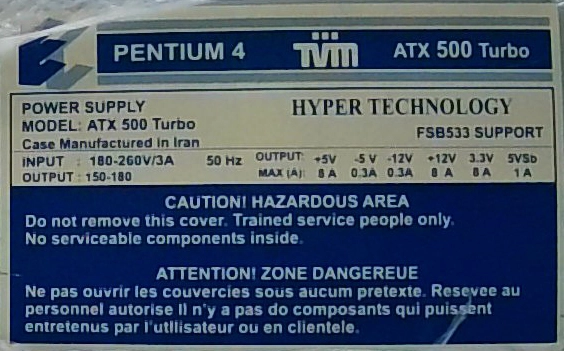 PENTIUM 4 TVM ATX 500 Turbo
POWER SUPPLY HYPER TECHNOLOGY
MODEL: ATX 500 Turbo FSB533 SUPPORT
Case Manufactured In Iran
INPUT : 180-260V/3A 50 Hz OUTPUT: +5V -5 V -12V +12V 3.3V 5VSb
OUTPUT : 150-180 MAX (A): 8 A 0.3A 0.3A 8 A 8 A 1 A
CAUTION! HAZARDOUS AREA
Do not remove this cover. Trained service people only.
No serviceable components inside.
ATTENTION! ZONE DANGEREUE
Ne pas ouvrir les couvercies sous aucum pretexte. Resevee au
personnel autorise Il n'y a pas do composants qui puissent
entretenus par l'utllisateur ou en clientele.